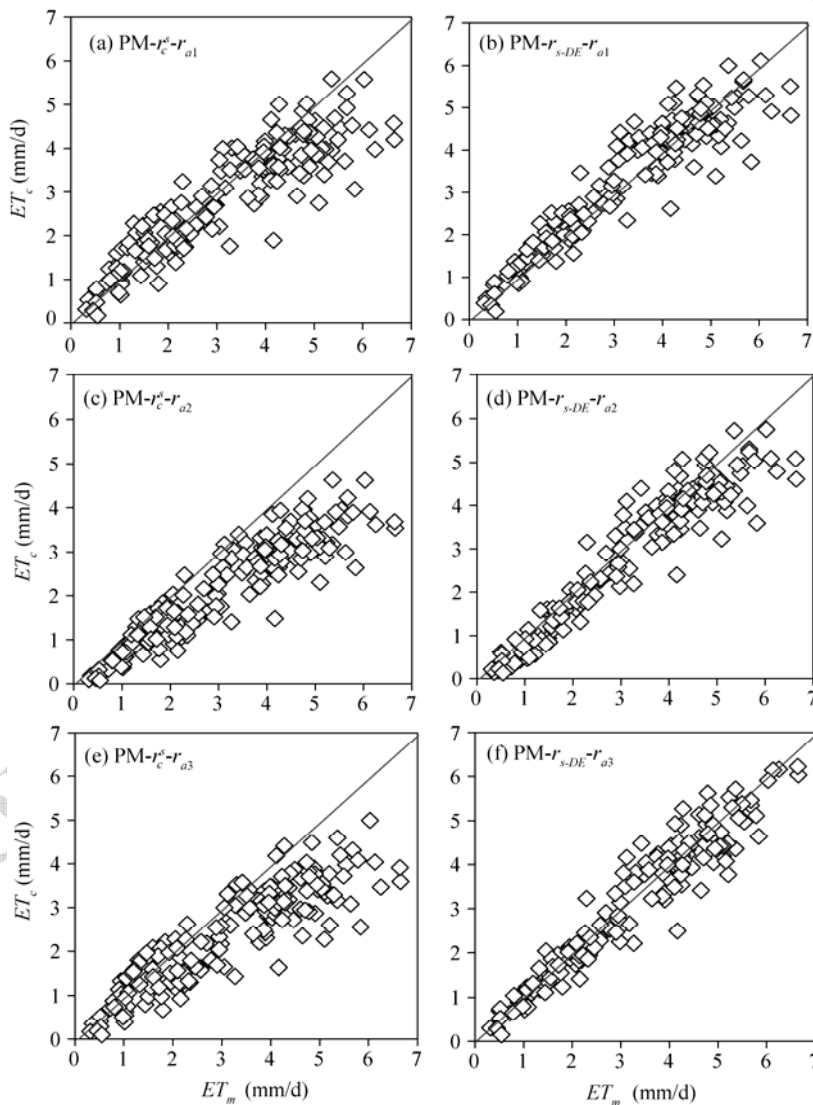 (a) PM-r_c^s-r_a1
(b) PM-r_s-DE-r_a1
7
6
5
4
3
2
1
0
ET_c (mm/d)
0 1 2 3 4 5 6 7
7
6
5
4
3
2
1
0
0 1 2 3 4 5 6 7
(c) PM-r_c^s-r_a2
(d) PM-r_s-DE-r_a2
7
6
5
4
3
2
1
0
ET_c (mm/d)
0 1 2 3 4 5 6 7
7
6
5
4
3
2
1
0
0 1 2 3 4 5 6 7
(e) PM-r_c^s-r_a3
(f) PM-r_s-DE-r_a3
7
6
5
4
3
2
1
0
ET_c (mm/d)
0 1 2 3 4 5 6 7
7
6
5
4
3
2
1
0
0 1 2 3 4 5 6 7
ET_m (mm/d)
ET_m (mm/d)